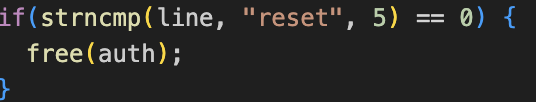 if(strncmp(line, "reset", 5) == 0) {
  free(auth);
}